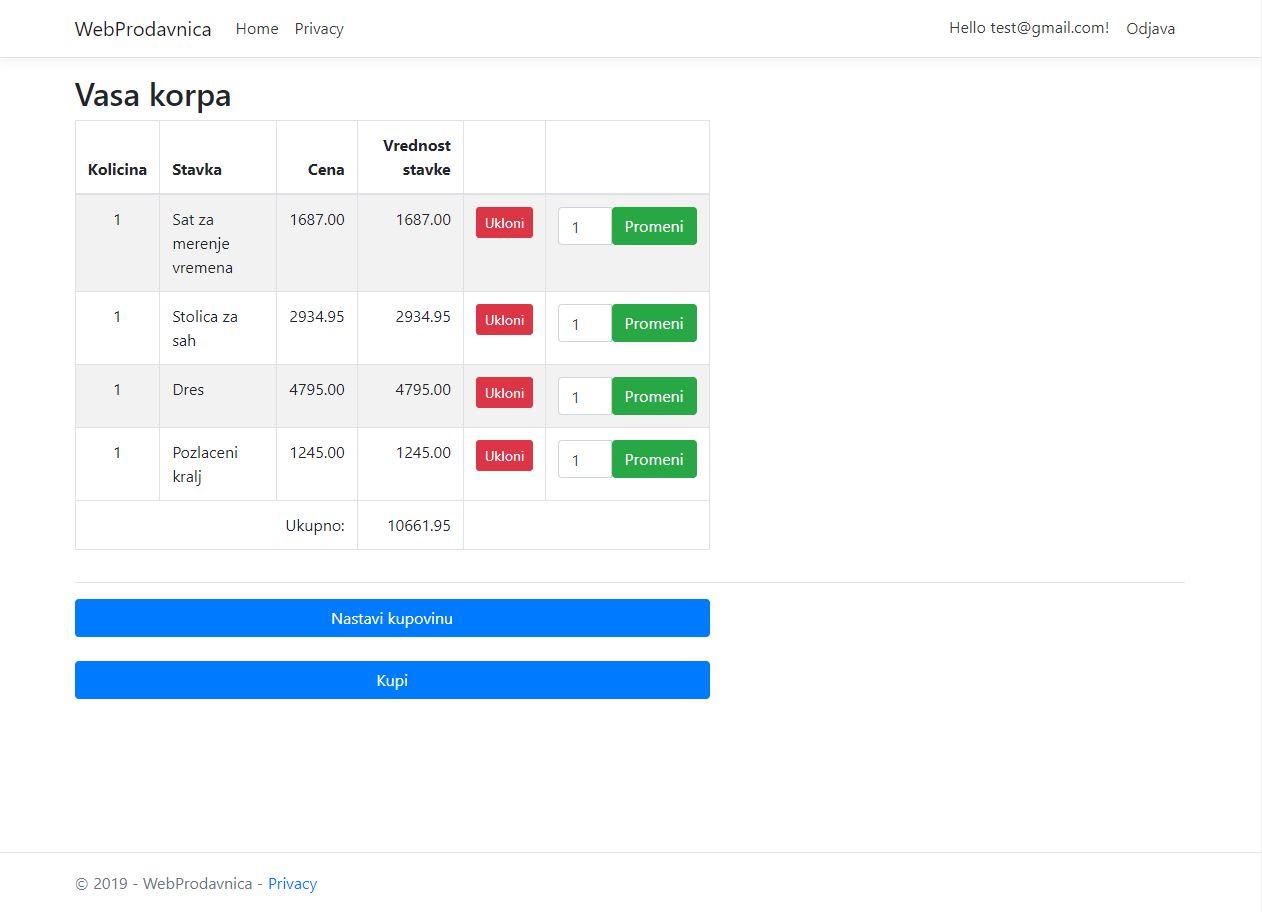 WebProdavnica Home Privacy Hello test@gmail.com! Odjava
Vasa korpa
Kolicina Stavka Cena Vrednost
stavke
1 Sat za 1687.00 1687.00 Ukloni 1 Promeni
merenje
vremena
1 Stolica za 2934.95 2934.95 Ukloni 1 Promeni
sah
1 Dres 4795.00 4795.00 Ukloni 1 Promeni
1 Pozlaceni 1245.00 1245.00 Ukloni 1 Promeni
kralj
Ukupno: 10661.95
Nastavi kupovinu
Kupi
© 2019 - WebProdavnica - Privacy